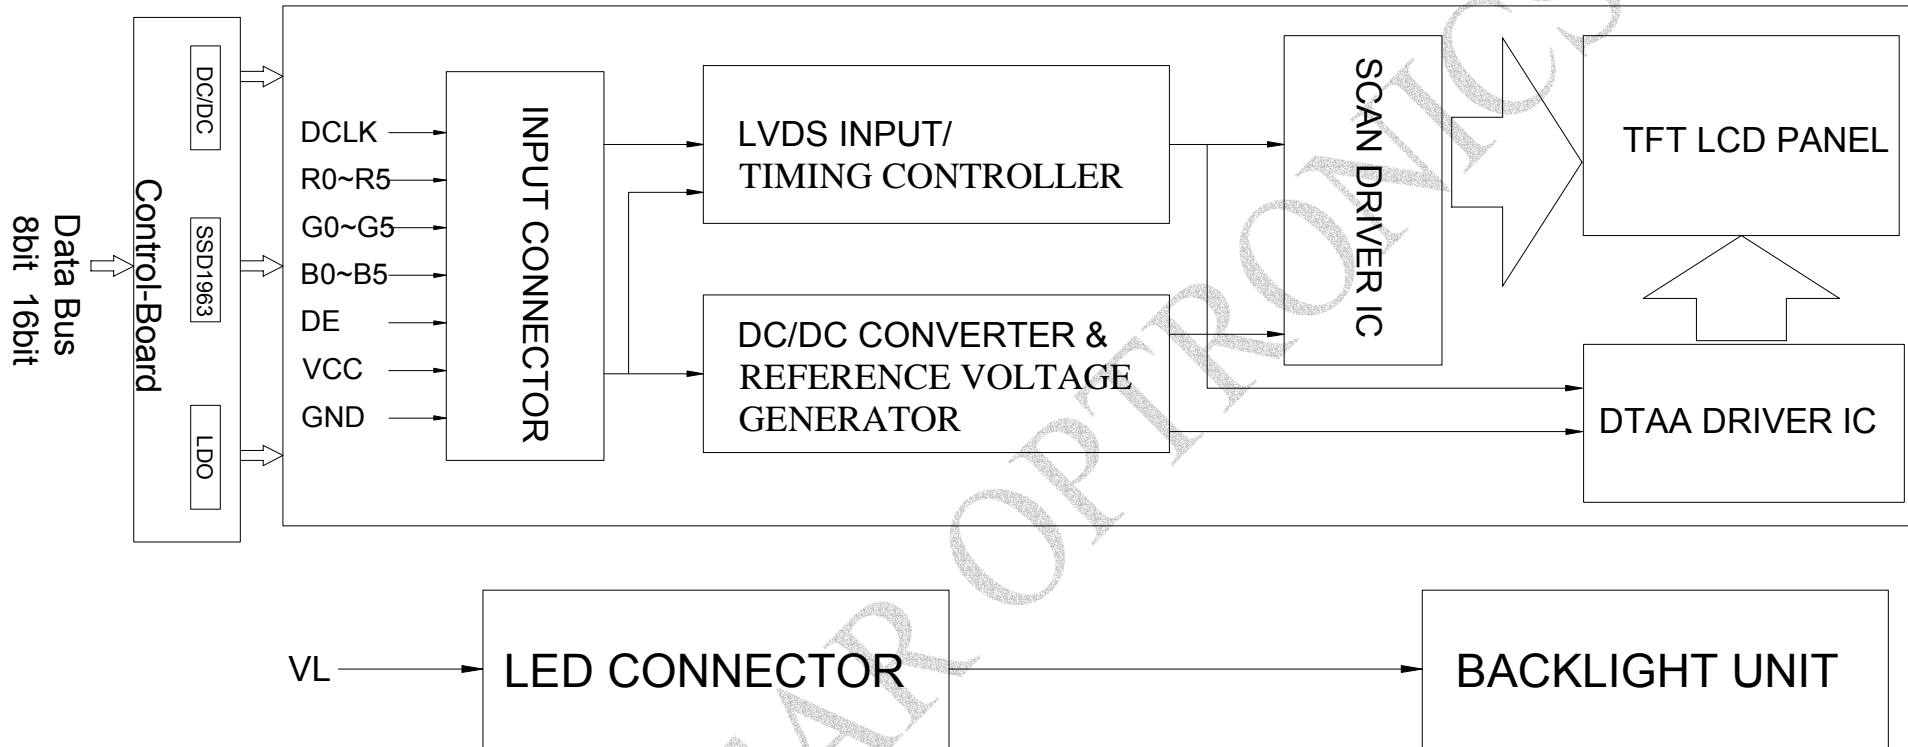 Data Bus
8bit 16bit
Control-Board
DC/DC
SSD1963
LDO
DCLK
R0~R5
G0~G5
B0~B5
DE
VCC
GND
INPUT CONNECTOR
LVDS INPUT/
TIMING CONTROLLER
DC/DC CONVERTER &
REFERENCE VOLTAGE
GENERATOR
SCAN DRIVER IC
TFT LCD PANEL
DTAA DRIVER IC
VL
LED CONNECTOR
BACKLIGHT UNIT
AR OPTRONICS